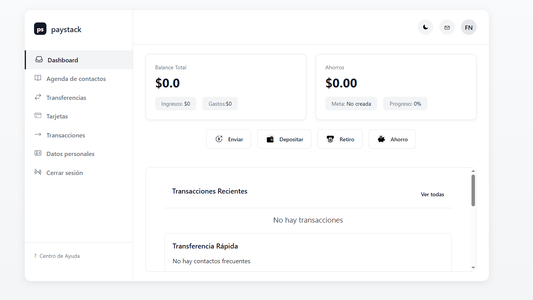 ps paystack
FN
Dashboard
Agenda de contactos
Transferencias
Tarjetas
Transacciones
Datos personales
Cerrar sesión
? Centro de Ayuda
Balance Total
$0.0
Ingresos: $0 Gastos:$0
Ahorros
$0.00
Meta: No creada Progreso: 0%
Enviar Depositar Retiro Ahorro
Transacciones Recientes
Ver todas
No hay transacciones
Transferencia Rápida
No hay contactos frecuentes